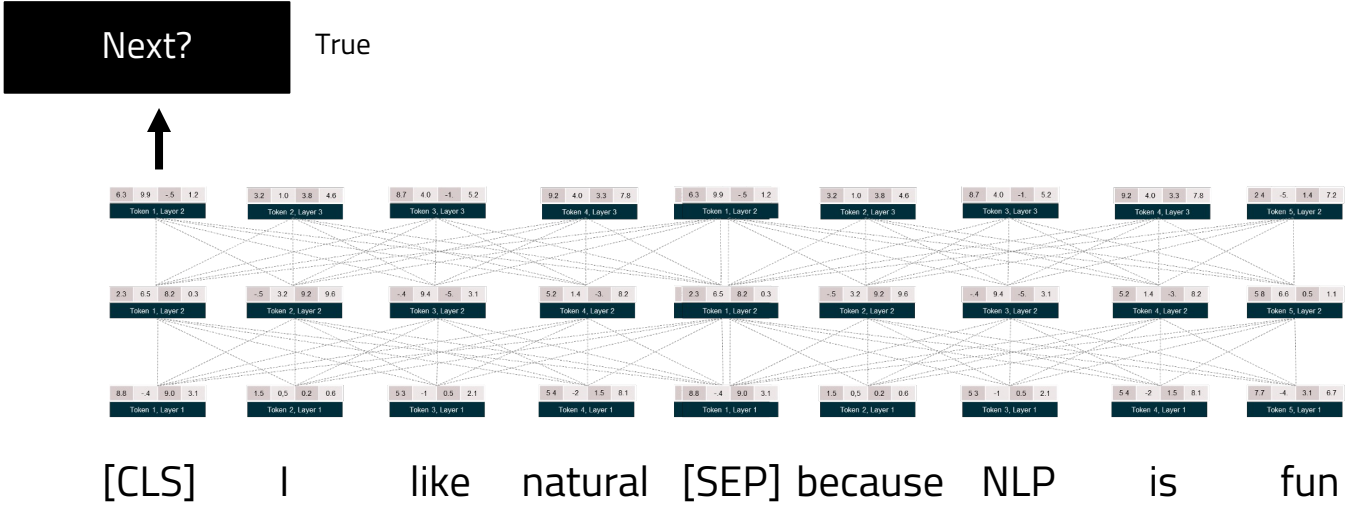 Next? True
6.3 9.9 -.5 1.2 3.2 1.0 3.8 4.6 8.7 4.0 -1. 5.2 9.2 4.0 3.3 7.8 6.3 9.9 -.5 1.2 3.2 1.0 3.8 4.6 8.7 4.0 -1. 5.2 9.2 4.0 3.3 7.8 2.4 -5. 1.4 7.2
Token 1, Layer 2 Token 2, Layer 3 Token 3, Layer 3 Token 4, Layer 3 Token 1, Layer 2 Token 2, Layer 3 Token 3, Layer 3 Token 4, Layer 3 Token 5, Layer 2
2.3 6.5 8.2 0.3 -.5 3.2 9.2 9.6 -.4 9.4 -5 3.1 5.2 1.4 -3. 8.2 2.3 6.5 8.2 0.3 -.5 3.2 9.2 9.6 -.4 9.4 -5 3.1 5.2 1.4 -3. 8.2 5.8 6.6 0.5 1.1
Token 1, Layer 2 Token 2, Layer 2 Token 3, Layer 2 Token 4, Layer 2 Token 1, Layer 2 Token 2, Layer 2 Token 3, Layer 2 Token 4, Layer 2 Token 5, Layer 2
8.8 -.4 9.0 3.1 1.5 0,5 0.2 0.6 5.3 -1 0.5 2.1 5.4 -2 1.5 8.1 8.8 -.4 9.0 3.1 1.5 0,5 0.2 0.6 5.3 -1 0.5 2.1 5.4 -2 1.5 8.1 7.7 -4. 3.1 6.7
Token 1, Layer 1 Token 2, Layer 1 Token 3, Layer 1 Token 4, Layer 1 Token 1, Layer 1 Token 2, Layer 1 Token 3, Layer 1 Token 4, Layer 1 Token 5, Layer 1
[CLS] I like natural [SEP] because NLP is fun